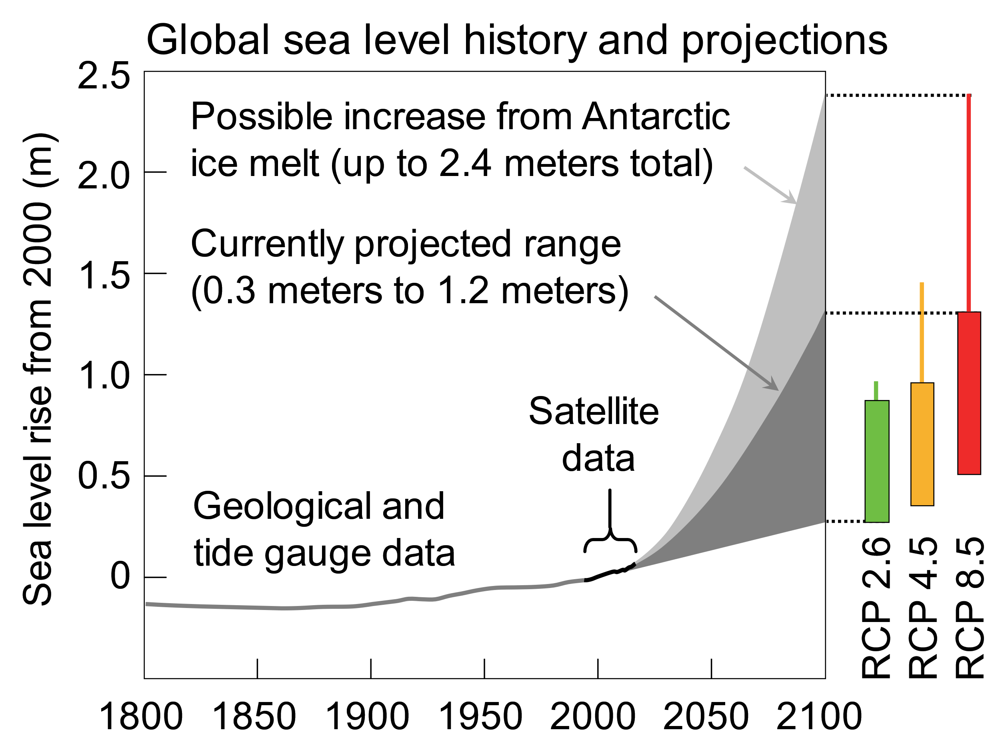 Global sea level history and projections
Sea level rise from 2000 (m)
2.5
2.0
1.5
1.0
0.5
0
Possible increase from Antarctic
ice melt (up to 2.4 meters total)
Currently projected range
(0.3 meters to 1.2 meters)
Satellite
data
Geological and
tide gauge data
1800
1850
1900
1950
2000
2050
2100
RCP 2.6
RCP 4.5
RCP 8.5